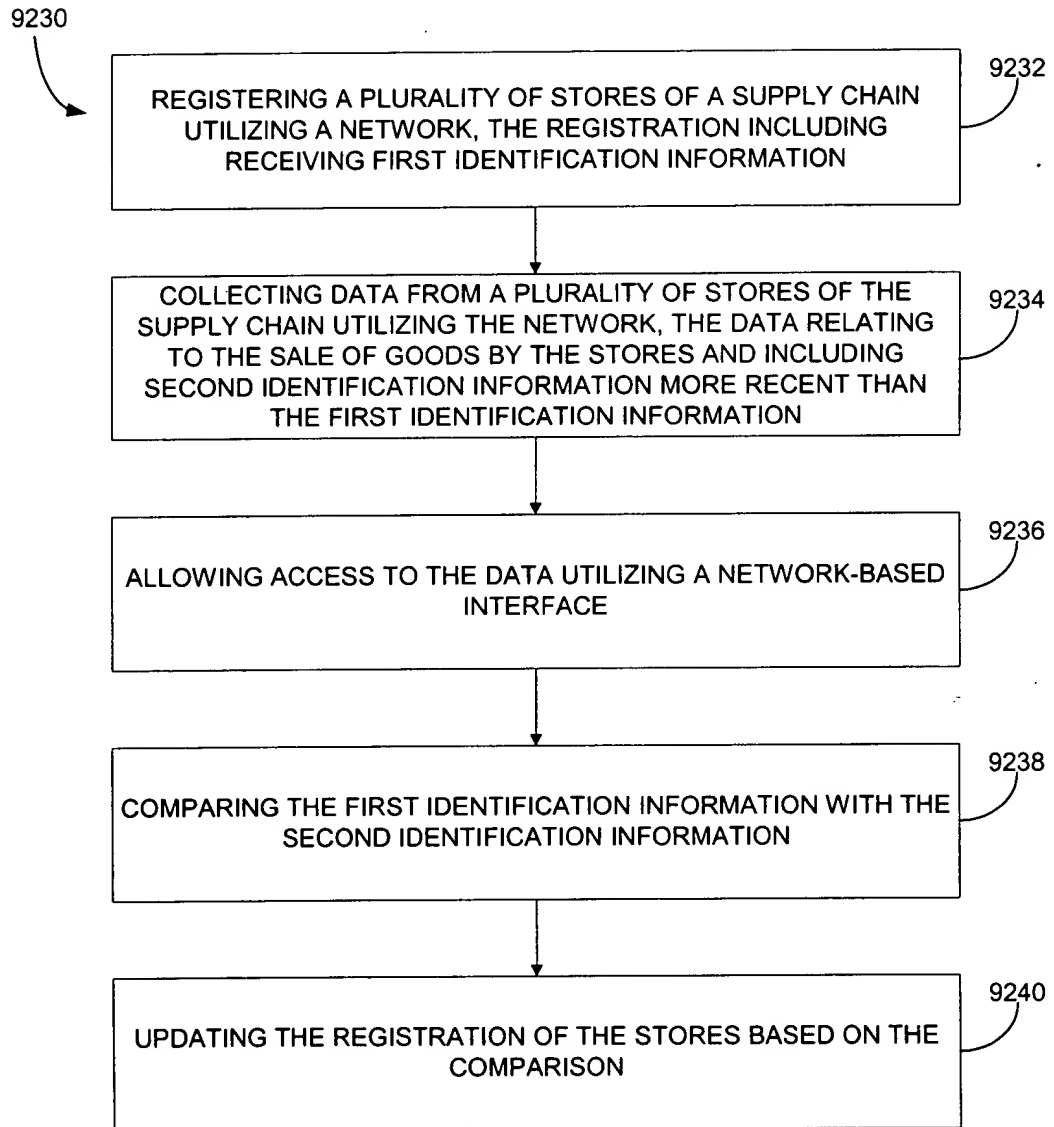 9230
9232
REGISTERING A PLURALITY OF STORES OF A SUPPLY CHAIN
UTILIZING A NETWORK, THE REGISTRATION INCLUDING
RECEIVING FIRST IDENTIFICATION INFORMATION
9234
COLLECTING DATA FROM A PLURALITY OF STORES OF THE
SUPPLY CHAIN UTILIZING THE NETWORK, THE DATA RELATING
TO THE SALE OF GOODS BY THE STORES AND INCLUDING
SECOND IDENTIFICATION INFORMATION MORE RECENT THAN
THE FIRST IDENTIFICATION INFORMATION
9236
ALLOWING ACCESS TO THE DATA UTILIZING A NETWORK-BASED
INTERFACE
9238
COMPARING THE FIRST IDENTIFICATION INFORMATION WITH THE
SECOND IDENTIFICATION INFORMATION
9240
UPDATING THE REGISTRATION OF THE STORES BASED ON THE
COMPARISON